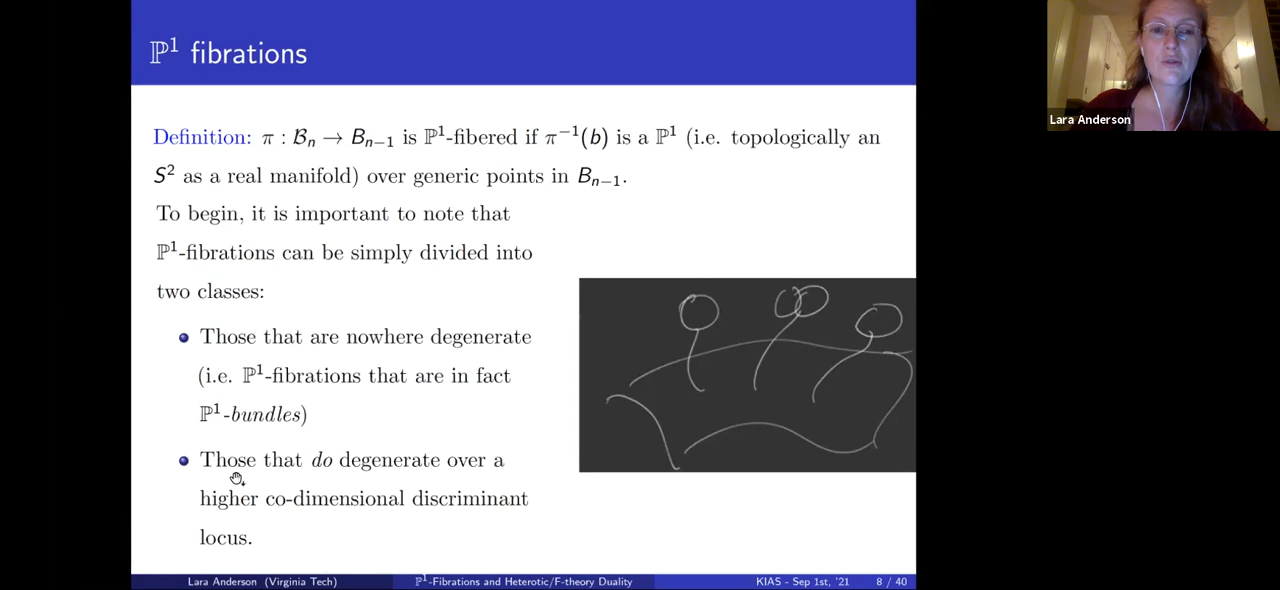 ℙ¹ fibrations
Definition: π : ℬₙ → Bₙ₋₁ is ℙ¹-fibered if π⁻¹(b) is a ℙ¹ (i.e. topologically an
S² as a real manifold) over generic points in Bₙ₋₁.
To begin, it is important to note that
ℙ¹-fibrations can be simply divided into
two classes:
Those that are nowhere degenerate
(i.e. ℙ¹-fibrations that are in fact
ℙ¹-bundles)
Those that do degenerate over a
higher co-dimensional discriminant
locus.
Lara Anderson (Virginia Tech) ℙ¹-Fibrations and Heterotic/F-theory Duality KIAS - Sep 1st, '21 8 / 40
Lara Anderson